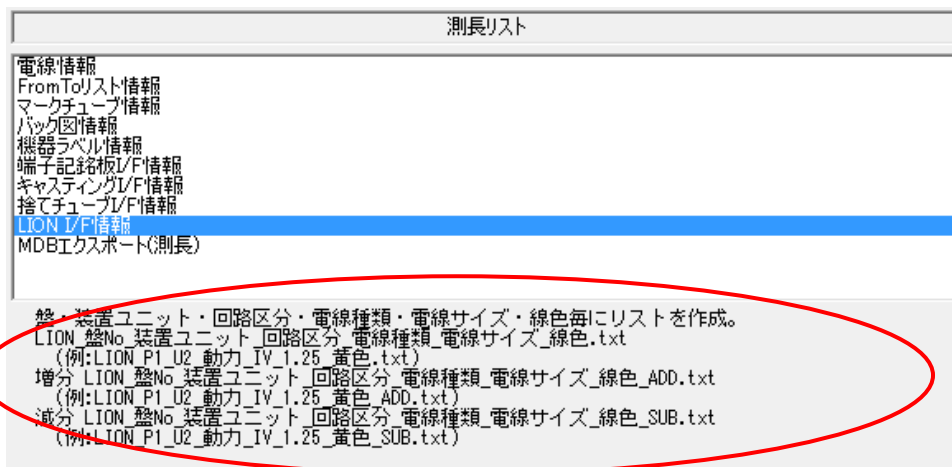 測長リスト
電線情報
FromToリスト情報
マークチューブ情報
バック図情報
機器ラベル情報
端子記銘板I/F情報
キャスティングI/F情報
捨てチューブI/F情報
LION I/F情報
MDBエクスポート(測長)
盤・装置ユニット・回路区分・電線種類・電線サイズ・線色毎にリストを作成。
LION_盤No_装置ユニット_回路区分_電線種類_電線サイズ_線色.txt
(例:LION_P1_U2_動力_IV_1.25_黄色.txt)
増分 LION_盤No_装置ユニット_回路区分_電線種類_電線サイズ_線色_ADD.txt
(例:LION_P1_U2_動力_IV_1.25_黄色_ADD.txt)
減分 LION_盤No_装置ユニット_回路区分_電線種類_電線サイズ_線色_SUB.txt
(例:LION_P1_U2_動力_IV_1.25_黄色_SUB.txt)